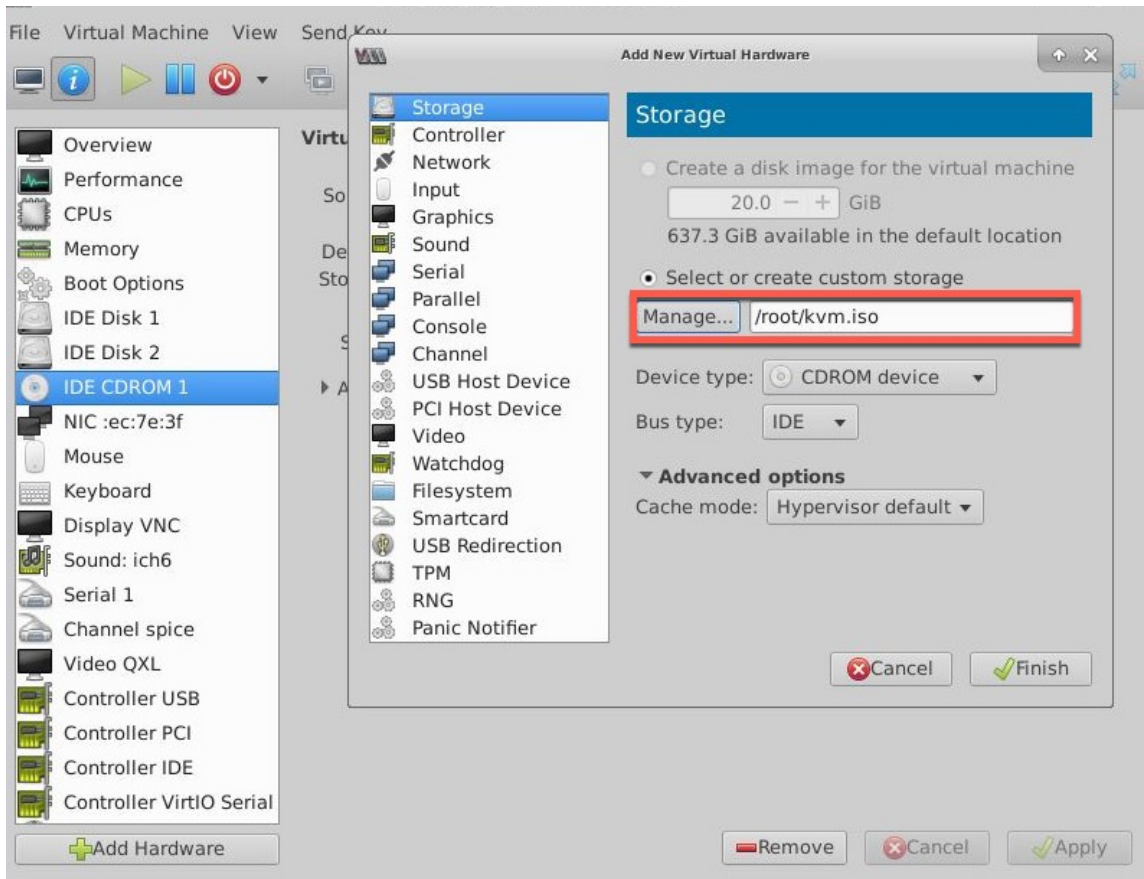 File Virtual Machine View Send Key
Add New Virtual Hardware
Overview
Performance
CPUs
Memory
Boot Options
IDE Disk 1
IDE Disk 2
IDE CDROM 1
NIC :ec:7e:3f
Mouse
Keyboard
Display VNC
Sound: ich6
Serial 1
Channel spice
Video QXL
Controller USB
Controller PCI
Controller IDE
Controller VirtIO Serial
Add Hardware
Virtu
So
De
Sto
S
A
Storage
Controller
Network
Input
Graphics
Sound
Serial
Parallel
Console
Channel
USB Host Device
PCI Host Device
Video
Watchdog
Filesystem
Smartcard
USB Redirection
TPM
RNG
Panic Notifier
Storage
Create a disk image for the virtual machine
20.0 − + GiB
637.3 GiB available in the default location
Select or create custom storage
Manage... /root/kvm.iso
Device type: CDROM device
Bus type: IDE
Advanced options
Cache mode: Hypervisor default
Cancel Finish
Remove Cancel Apply